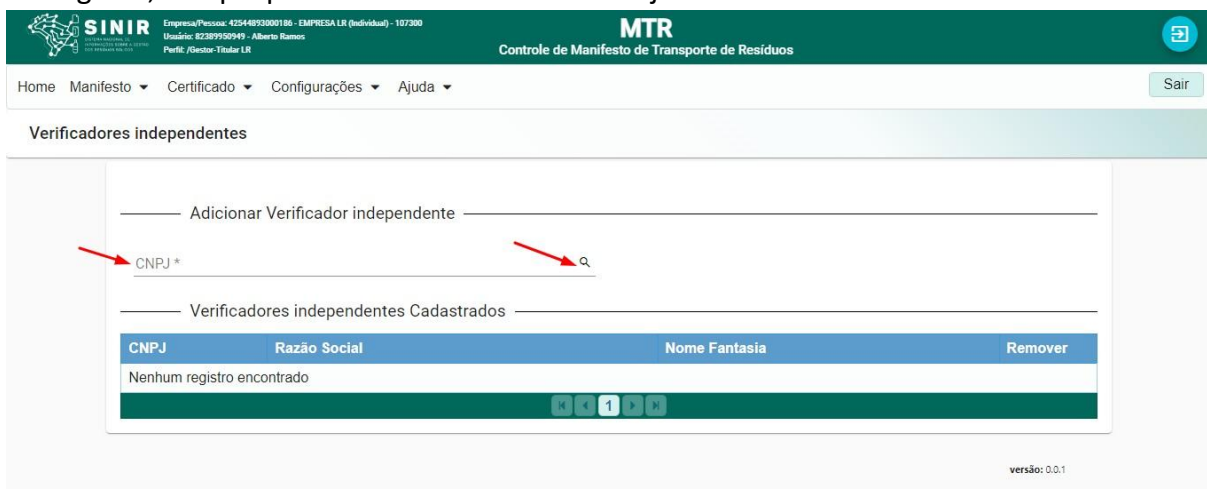 SINIR
Empresa/Pessoa: 42544893000186 - EMPRESA LR (Individual) - 107300
Usuário: 82389950949 - Alberto Ramos
Perfil: /Gestor-Titular LR
MTR
Controle de Manifesto de Transporte de Resíduos
Home Manifesto Certificado Configurações Ajuda Sair
Verificadores independentes
Adicionar Verificador independente
CNPJ *
Verificadores independentes Cadastrados
CNPJ Razão Social Nome Fantasia Remover
Nenhum registro encontrado
1
versão: 0.0.1